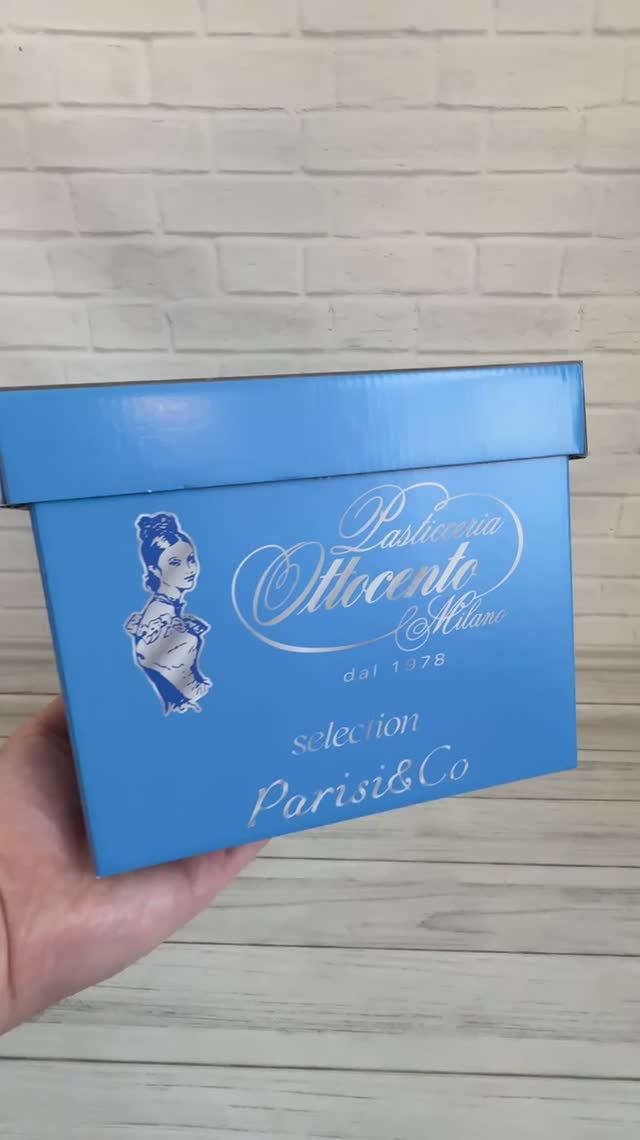 Pasticceria
Ottocento
Milano
dal 1978
selection
Parisi&Co